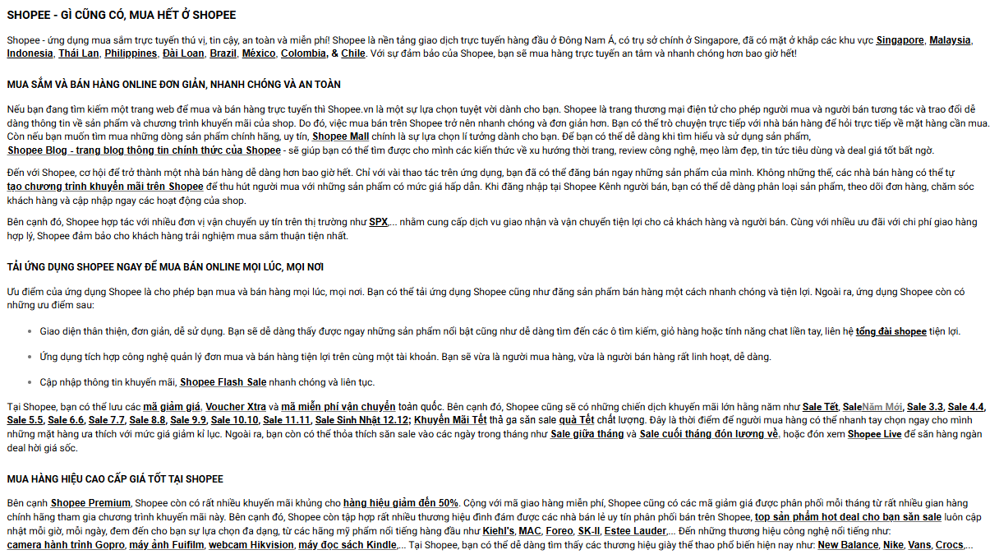 SHOPEE - GÌ CŨNG CÓ, MUA HẾT Ở SHOPEE
Shopee - ứng dụng mua sắm trực tuyến thú vị, tin cậy, an toàn và miễn phí! Shopee là nền tảng giao dịch trực tuyến hàng đầu ở Đông Nam Á, có trụ sở chính ở Singapore, đã có mặt ở khắp các khu vực Singapore, Malaysia,
Indonesia, Thái Lan, Philippines, Đài Loan, Brazil, México, Colombia, & Chile. Với sự đảm bảo của Shopee, bạn sẽ mua hàng trực tuyến an tâm và nhanh chóng hơn bao giờ hết!
MUA SẮM VÀ BÁN HÀNG ONLINE ĐƠN GIẢN, NHANH CHÓNG VÀ AN TOÀN
Nếu bạn đang tìm kiếm một trang web để mua và bán hàng trực tuyến thì Shopee.vn là một sự lựa chọn tuyệt vời dành cho bạn. Shopee là trang thương mại điện tử cho phép người mua và người bán tương tác và trao đổi dễ
dàng thông tin về sản phẩm và chương trình khuyến mãi của shop. Do đó, việc mua bán trên Shopee trở nên nhanh chóng và đơn giản hơn. Bạn có thể trò chuyện trực tiếp với nhà bán hàng để hỏi trực tiếp về mặt hàng cần mua.
Còn nếu bạn muốn tìm mua những dòng sản phẩm chính hãng, uy tín, Shopee Mall chính là sự lựa chọn lí tưởng dành cho bạn. Để bạn có thể dễ dàng khi tìm hiểu và sử dụng sản phẩm,
Shopee Blog - trang blog thông tin chính thức của Shopee - sẽ giúp bạn có thể tìm được cho mình các kiến thức về xu hướng thời trang, review công nghệ, mẹo làm đẹp, tin tức tiêu dùng và deal giá tốt bất ngờ.
Đến với Shopee, cơ hội để trở thành một nhà bán hàng dễ dàng hơn bao giờ hết. Chỉ với vài thao tác trên ứng dụng, bạn đã có thể đăng bán ngay những sản phẩm của mình. Không những thế, các nhà bán hàng có thể tự
tạo chương trình khuyến mãi trên Shopee để thu hút người mua với những sản phẩm có mức giá hấp dẫn. Khi đăng nhập tại Shopee Kênh người bán, bạn có thể dễ dàng phân loại sản phẩm, theo dõi đơn hàng, chăm sóc
khách hàng và cập nhập ngay các hoạt động của shop.
Bên cạnh đó, Shopee hợp tác với nhiều đơn vị vận chuyển uy tín trên thị trường như SPX,... nhằm cung cấp dịch vu giao nhận và vận chuyển tiện lợi cho cả khách hàng và người bán. Cùng với nhiều ưu đãi với chi phí giao hàng
hợp lý, Shopee đảm bảo cho khách hàng trải nghiệm mua sắm thuận tiện nhất.
TẢI ỨNG DỤNG SHOPEE NGAY ĐỂ MUA BÁN ONLINE MỌI LÚC, MỌI NƠI
Ưu điểm của ứng dụng Shopee là cho phép bạn mua và bán hàng mọi lúc, mọi nơi. Bạn có thể tải ứng dụng Shopee cũng như đăng sản phẩm bán hàng một cách nhanh chóng và tiện lợi. Ngoài ra, ứng dụng Shopee còn có
những ưu điểm sau:
• Giao diện thân thiện, đơn giản, dễ sử dụng. Bạn sẽ dễ dàng thấy được ngay những sản phẩm nổi bật cũng như dễ dàng tìm đến các ô tìm kiếm, giỏ hàng hoặc tính năng chat liền tay, liên hệ tổng đài shopee tiện lợi.
• Ứng dụng tích hợp công nghệ quản lý đơn mua và bán hàng tiện lợi trên cùng một tài khoản. Bạn sẽ vừa là người mua hàng, vừa là người bán hàng rất linh hoạt, dễ dàng.
• Cập nhập thông tin khuyến mãi, Shopee Flash Sale nhanh chóng và liên tục.
Tại Shopee, bạn có thể lưu các mã giảm giá, Voucher Xtra và mã miễn phí vận chuyển toàn quốc. Bên cạnh đó, Shopee cũng sẽ có những chiến dịch khuyến mãi lớn hằng năm như Sale Tết, SaleNăm Mới, Sale 3.3, Sale 4.4,
Sale 5.5, Sale 6.6, Sale 7.7, Sale 8.8, Sale 9.9, Sale 10.10, Sale 11.11, Sale Sinh Nhật 12.12; Khuyến Mãi Tết thả ga săn sale quà Tết chất lượng. Đây là thời điểm để người mua hàng có thể nhanh tay chọn ngay cho mình
những mặt hàng ưa thích với mức giá giảm kỉ lục. Ngoài ra, bạn còn có thể thỏa thích săn sale vào các ngày trong tháng như Sale giữa tháng và Sale cuối tháng đón lương về, hoặc đón xem Shopee Live để săn hàng ngàn
deal hời giá sốc.
MUA HÀNG HIỆU CAO CẤP GIÁ TỐT TẠI SHOPEE
Bên cạnh Shopee Premium, Shopee còn có rất nhiều khuyến mãi khủng cho hàng hiệu giảm đến 50%. Cộng với mã giao hàng miễn phí, Shopee cũng có các mã giảm giá được phân phối mỗi tháng từ rất nhiều gian hàng
chính hãng tham gia chương trình khuyến mãi này. Bên cạnh đó, Shopee còn tập hợp rất nhiều thương hiệu đình đám được các nhà bán lẻ uy tín phân phối bán trên Shopee, top sản phẩm hot deal cho bạn săn sale luôn cập
nhật mỗi giờ, mỗi ngày, đem đến cho bạn sự lựa chọn đa dạng, từ các hãng mỹ phẩm nổi tiếng hàng đầu như Kiehl's, MAC, Foreo, SK-II, Estee Lauder,... Đến những thương hiệu công nghệ nổi tiếng như:
camera hành trình Gopro, máy ảnh Fuifilm, webcam Hikvision, máy đọc sách Kindle,... Tại Shopee, bạn có thể dễ dàng tìm thấy các thương hiệu giày thể thao phổ biến hiện nay như: New Balance, Nike, Vans, Crocs,...